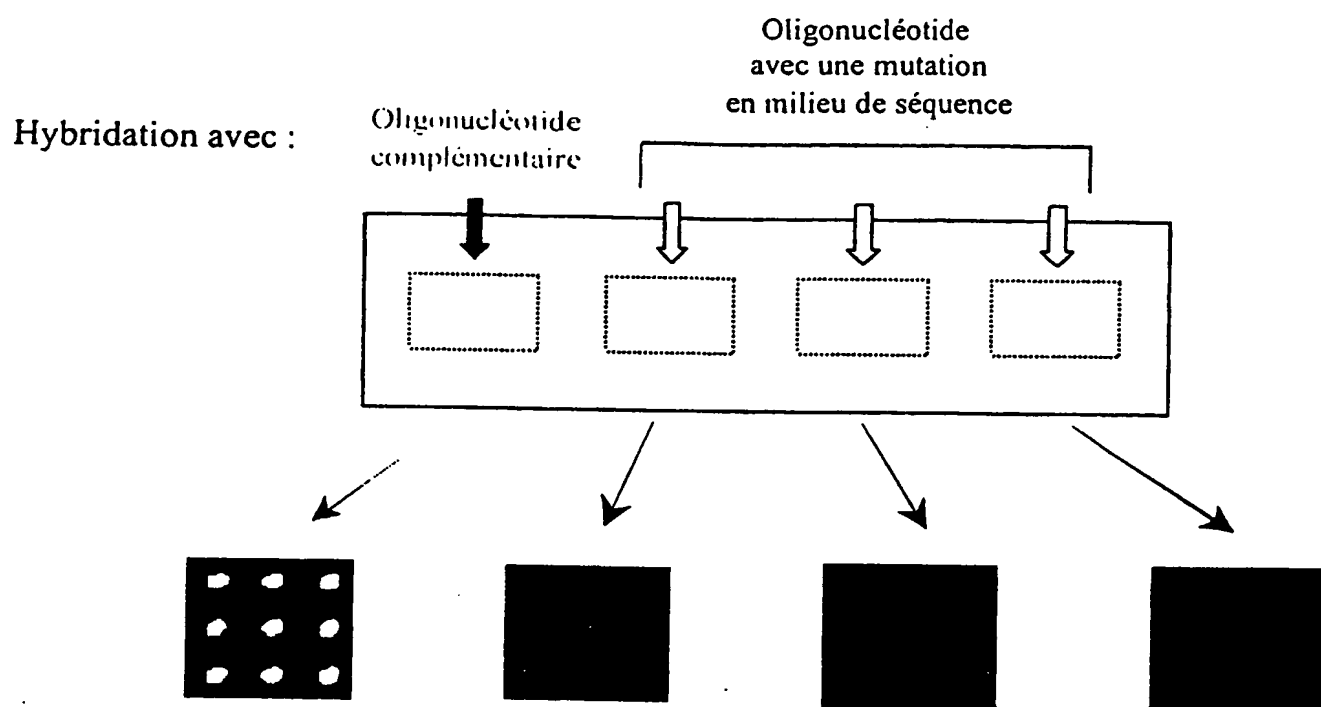 Oligonucléotide
avec une mutation
en milieu de séquence
Hybridation avec :
Oligonucléotide
complémentaire